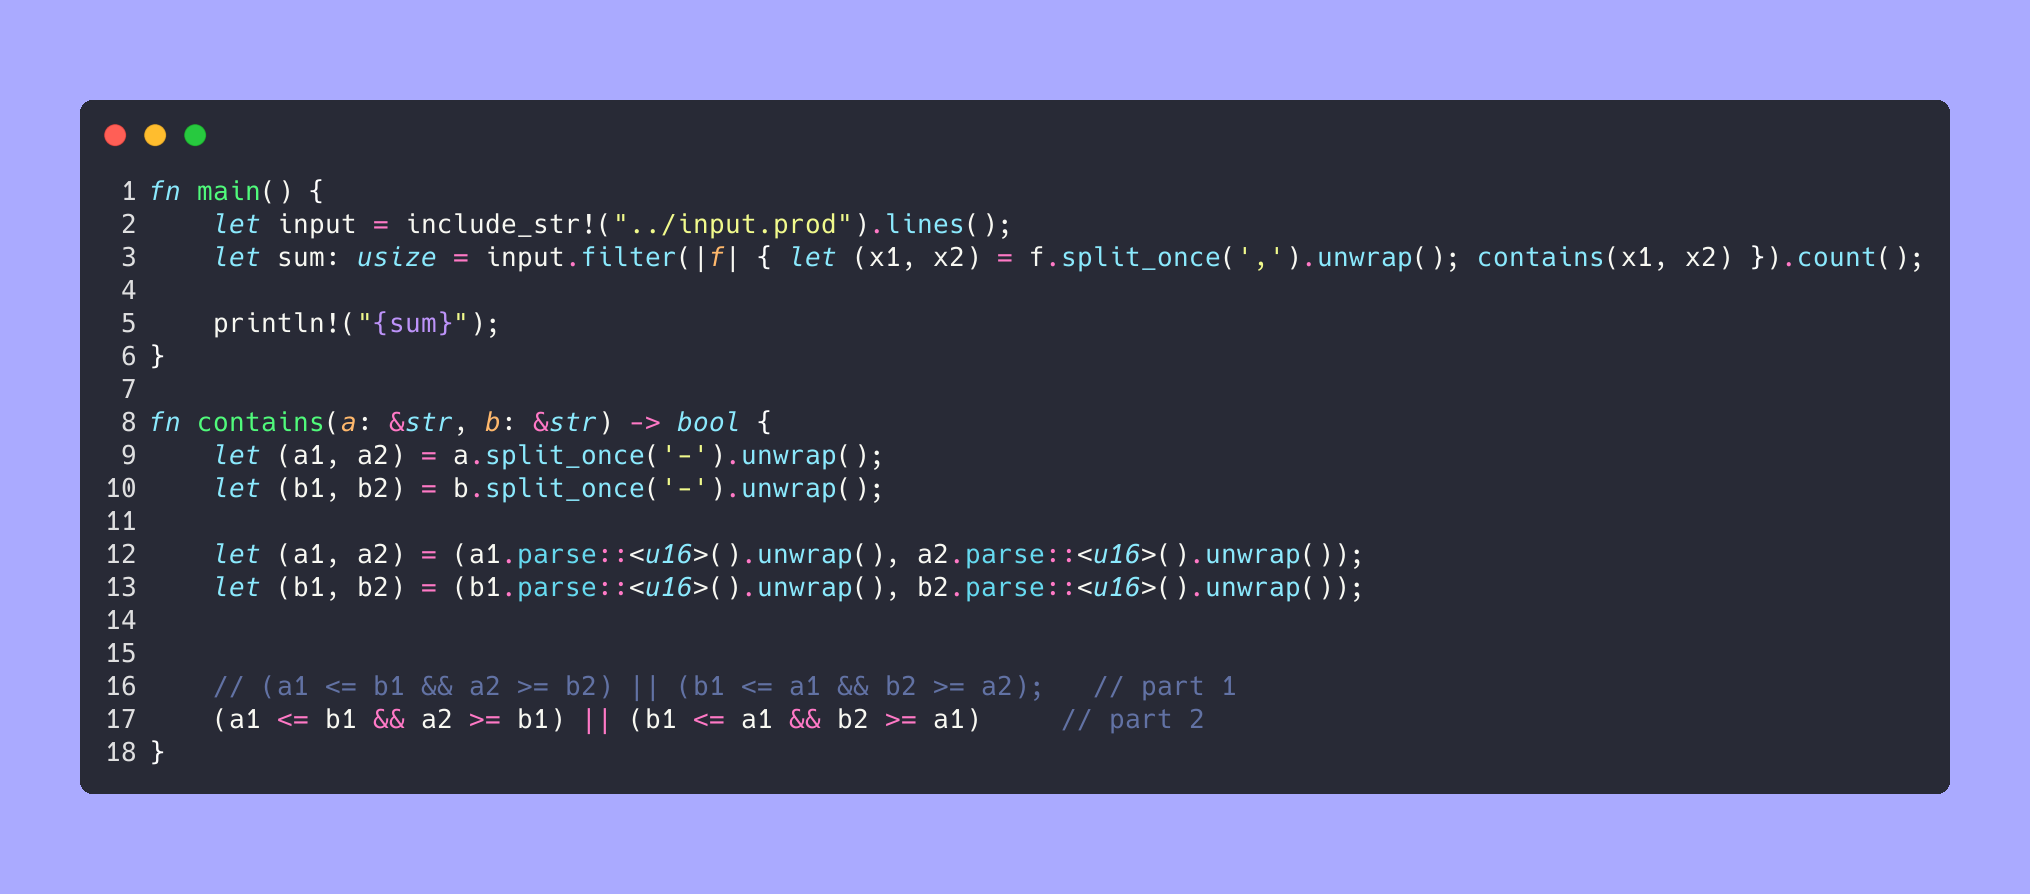 1 fn main() {
2     let input = include_str!("../input.prod").lines();
3     let sum: usize = input.filter(|f| { let (x1, x2) = f.split_once(',').unwrap(); contains(x1, x2) }).count();
4
5     println!("{sum}");
6 }
7
8 fn contains(a: &str, b: &str) -> bool {
9     let (a1, a2) = a.split_once('-').unwrap();
10     let (b1, b2) = b.split_once('-').unwrap();
11
12     let (a1, a2) = (a1.parse::<u16>().unwrap(), a2.parse::<u16>().unwrap());
13     let (b1, b2) = (b1.parse::<u16>().unwrap(), b2.parse::<u16>().unwrap());
14
15
16     // (a1 <= b1 && a2 >= b2) || (b1 <= a1 && b2 >= a2);   // part 1
17     (a1 <= b1 && a2 >= b1) || (b1 <= a1 && b2 >= a1)     // part 2
18 }